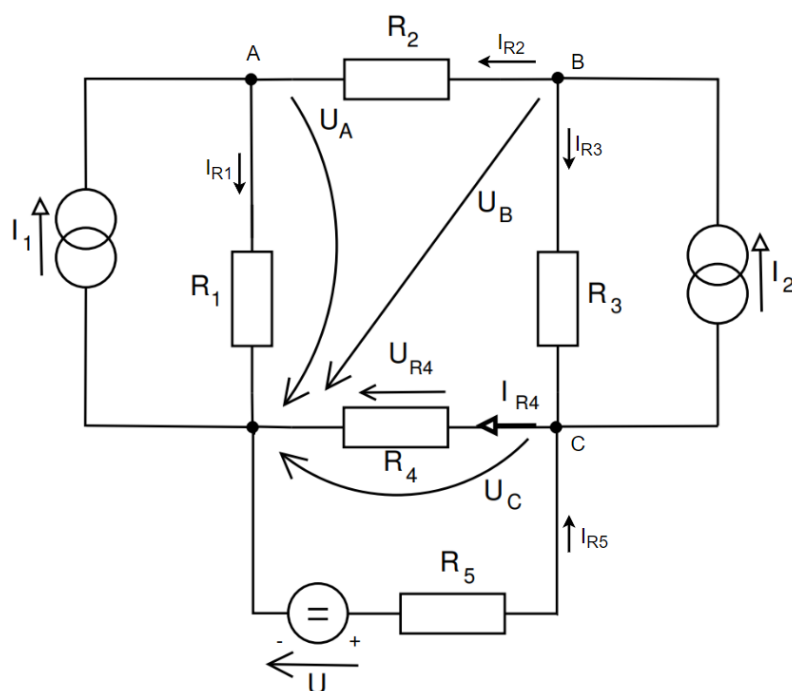 R2
IR2
A
B
UA
IR1
IR3
UB
I1
R1
R3
I2
UR4
IR4
C
R4
UC
IR5
R5
=
- +
U